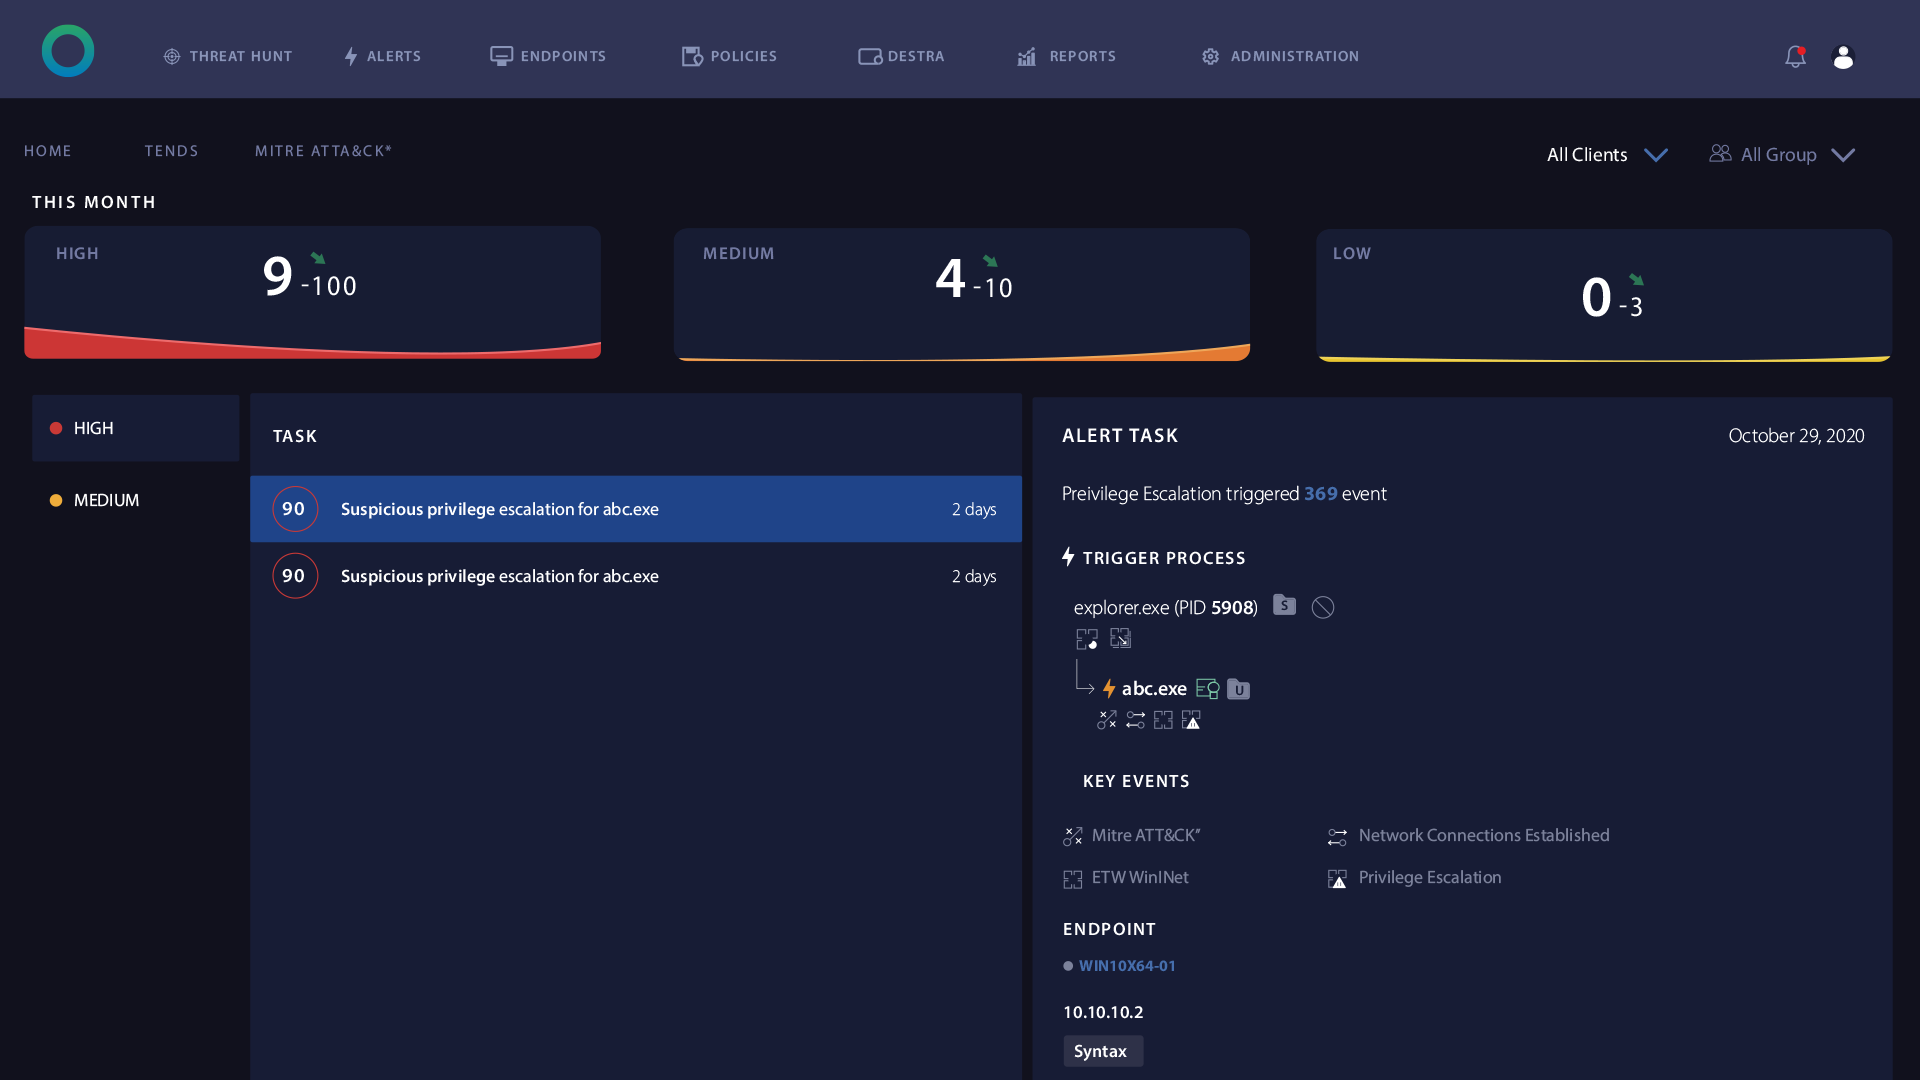 THREAT HUNT
ALERTS
ENDPOINTS
POLICIES
DESTRA
REPORTS
ADMINISTRATION
HOME
TENDS
MITRE ATTA&CK*
All Clients
All Group
THIS MONTH
HIGH
9 -100
MEDIUM
4 -10
LOW
0 -3
HIGH
MEDIUM
TASK
90 Suspicious privilege escalation for abc.exe 2 days
90 Suspicious privilege escalation for abc.exe 2 days
ALERT TASK
October 29, 2020
Preivilege Escalation triggered 369 event
TRIGGER PROCESS
explorer.exe (PID 5908) S
abc.exe U
KEY EVENTS
Mitre ATT&CK”
Network Connections Established
ETW WinINet
Privilege Escalation
ENDPOINT
WIN10X64-01
10.10.10.2
Syntax